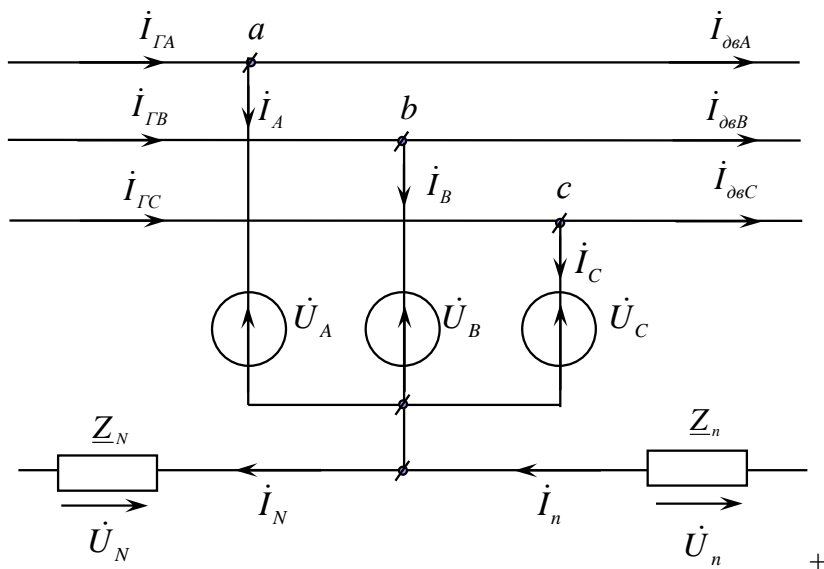 İ_ГA a İ_двA
İ_ГB İ_A b İ_двB
İ_ГC İ_B c İ_двC
İ_C
U̇_A U̇_B U̇_C
Z_N Z_n
İ_N İ_n
U̇_N U̇_n
+